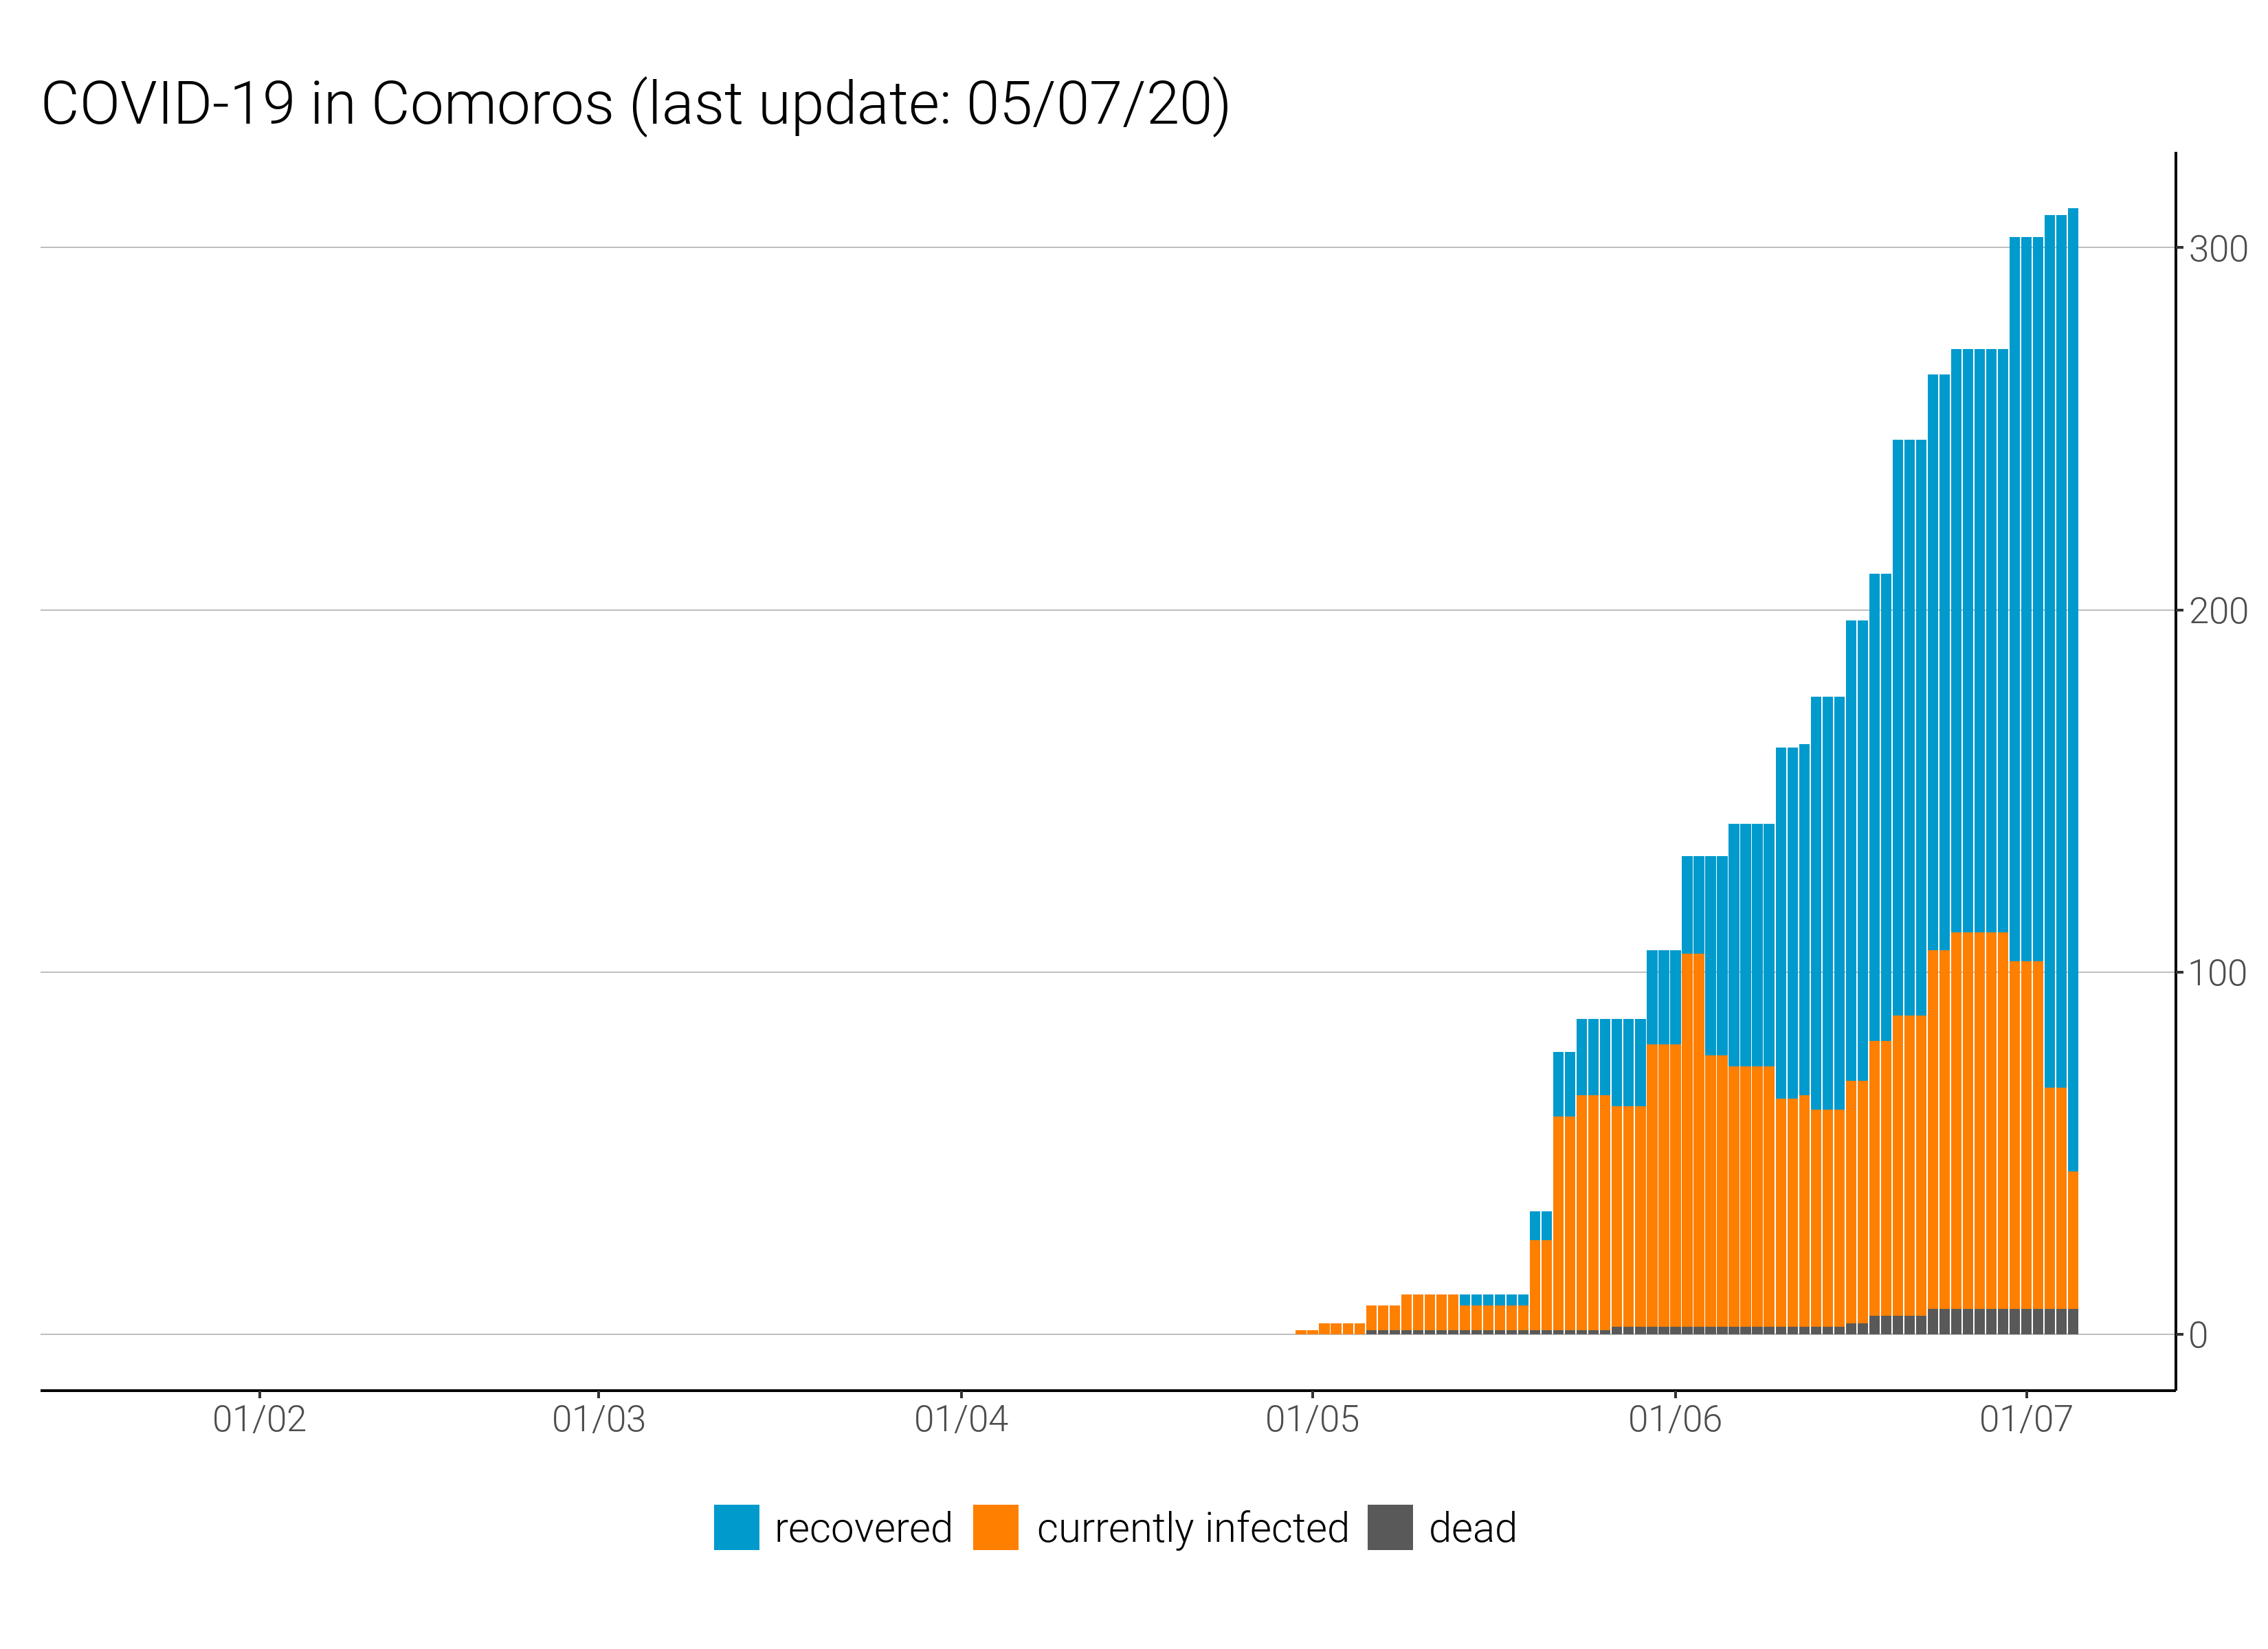 COVID-19 in Comoros (last update: 05/07/20)
300
200
100
0
01/02 01/03 01/04 01/05 01/06 01/07
recovered currently infected dead